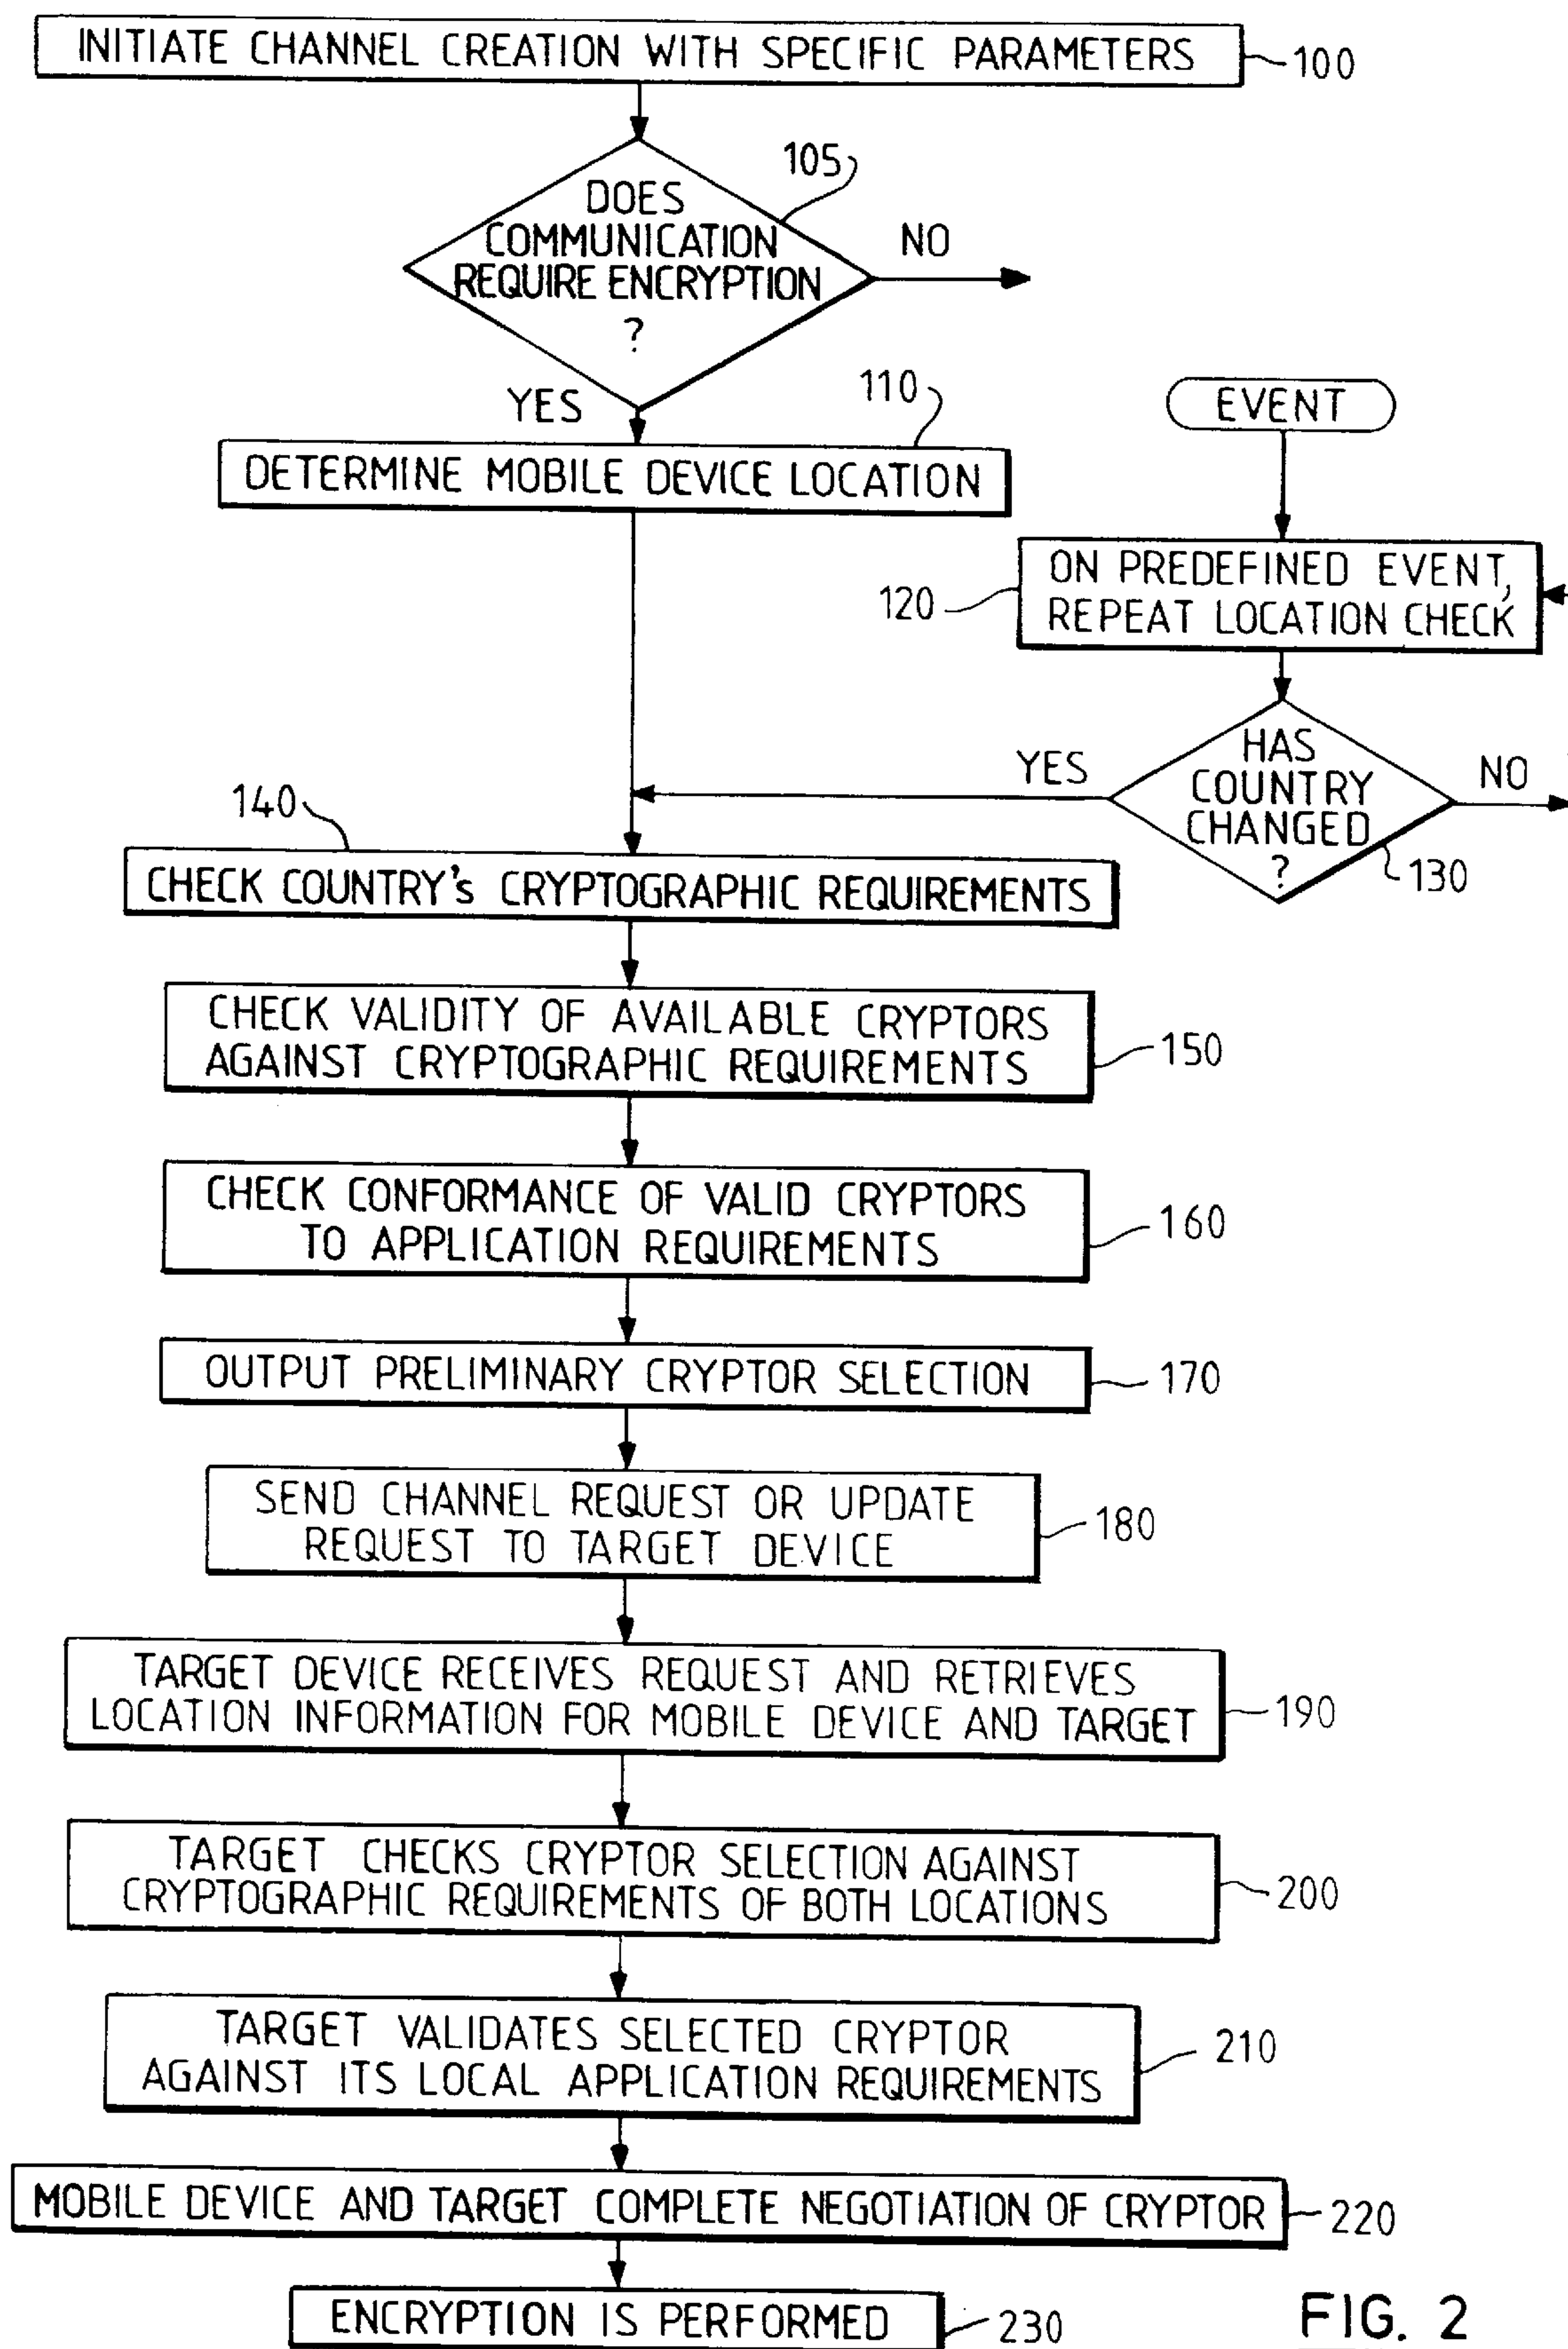 INITIATE CHANNEL CREATION WITH SPECIFIC PARAMETERS
100
105
DOES
COMMUNICATION
REQUIRE ENCRYPTION
?
NO
YES
110
DETERMINE MOBILE DEVICE LOCATION
EVENT
120
ON PREDEFINED EVENT,
REPEAT LOCATION CHECK
HAS
COUNTRY
CHANGED
?
YES
NO
130
140
CHECK COUNTRY's CRYPTOGRAPHIC REQUIREMENTS
CHECK VALIDITY OF AVAILABLE CRYPTORS
AGAINST CRYPTOGRAPHIC REQUIREMENTS
150
CHECK CONFORMANCE OF VALID CRYPTORS
TO APPLICATION REQUIREMENTS
160
OUTPUT PRELIMINARY CRYPTOR SELECTION
170
SEND CHANNEL REQUEST OR UPDATE
REQUEST TO TARGET DEVICE
180
TARGET DEVICE RECEIVES REQUEST AND RETRIEVES
LOCATION INFORMATION FOR MOBILE DEVICE AND TARGET
190
TARGET CHECKS CRYPTOR SELECTION AGAINST
CRYPTOGRAPHIC REQUIREMENTS OF BOTH LOCATIONS
200
TARGET VALIDATES SELECTED CRYPTOR
AGAINST ITS LOCAL APPLICATION REQUIREMENTS
210
MOBILE DEVICE AND TARGET COMPLETE NEGOTIATION OF CRYPTOR
220
ENCRYPTION IS PERFORMED
230
FIG. 2